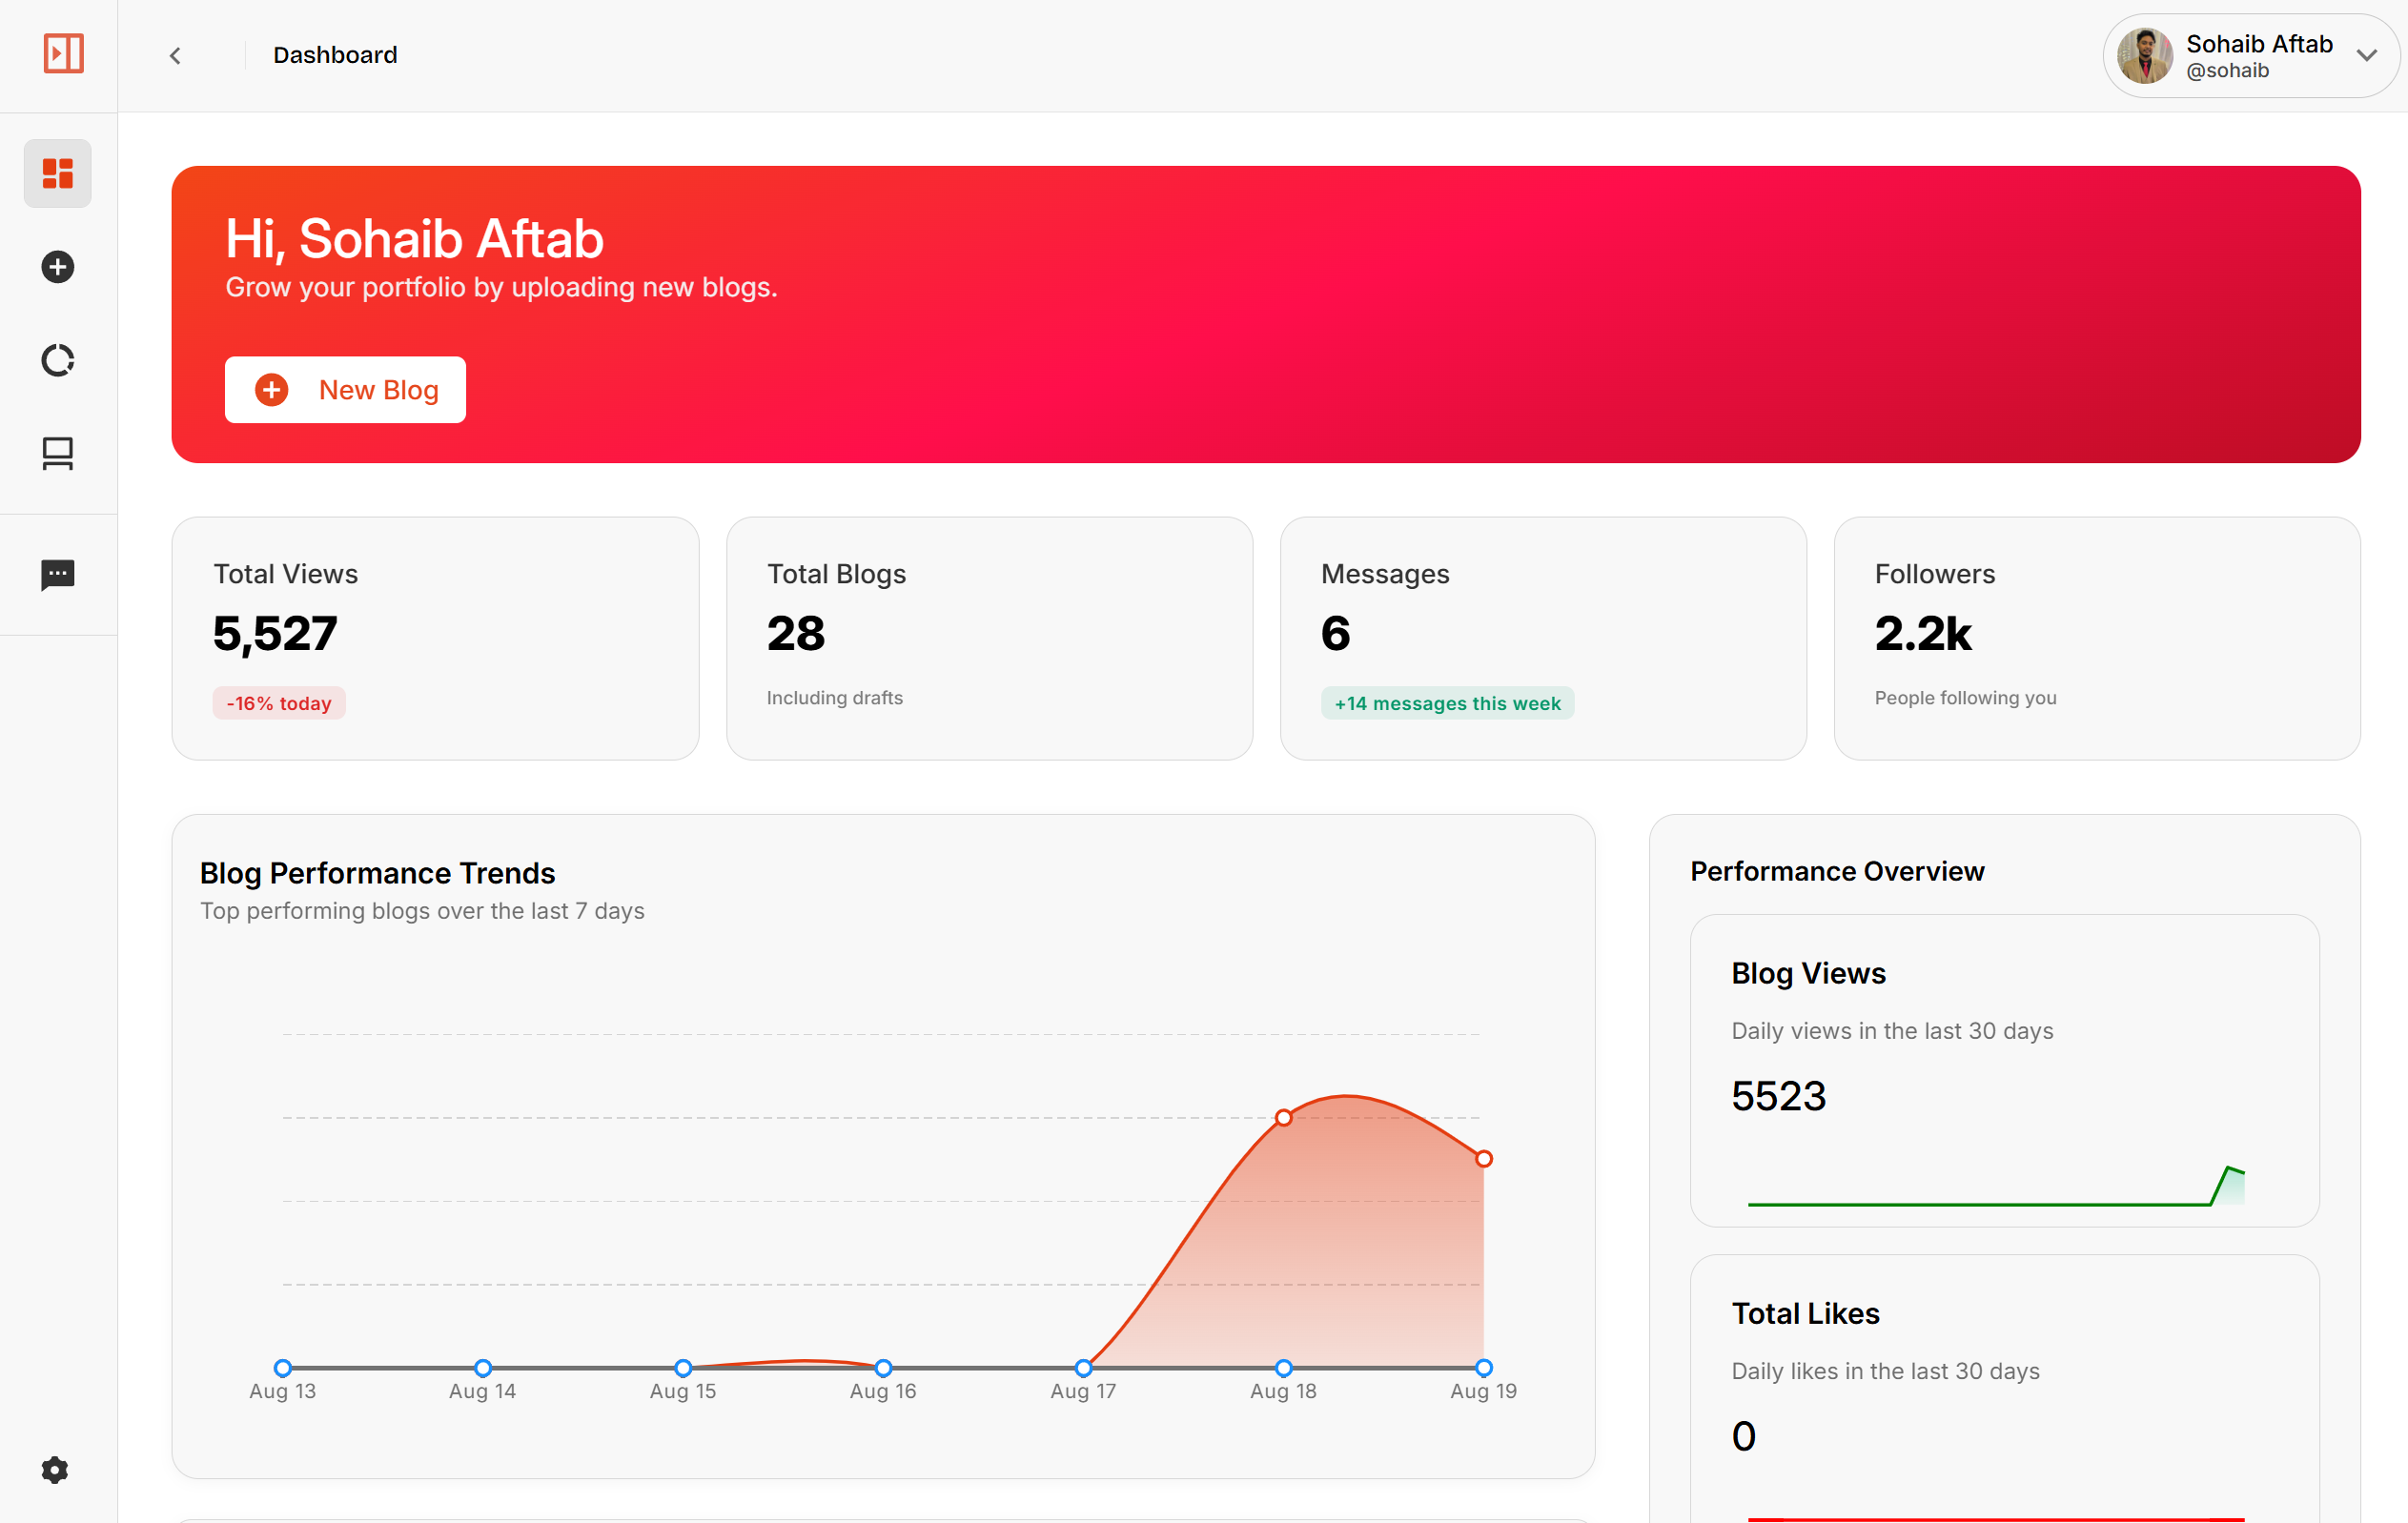 Dashboard
Sohaib Aftab
@sohaib
Hi, Sohaib Aftab
Grow your portfolio by uploading new blogs.
New Blog
Total Views
5,527
-16% today
Total Blogs
28
Including drafts
Messages
6
+14 messages this week
Followers
2.2k
People following you
Blog Performance Trends
Top performing blogs over the last 7 days
Aug 13
Aug 14
Aug 15
Aug 16
Aug 17
Aug 18
Aug 19
Performance Overview
Blog Views
Daily views in the last 30 days
5523
Total Likes
Daily likes in the last 30 days
0